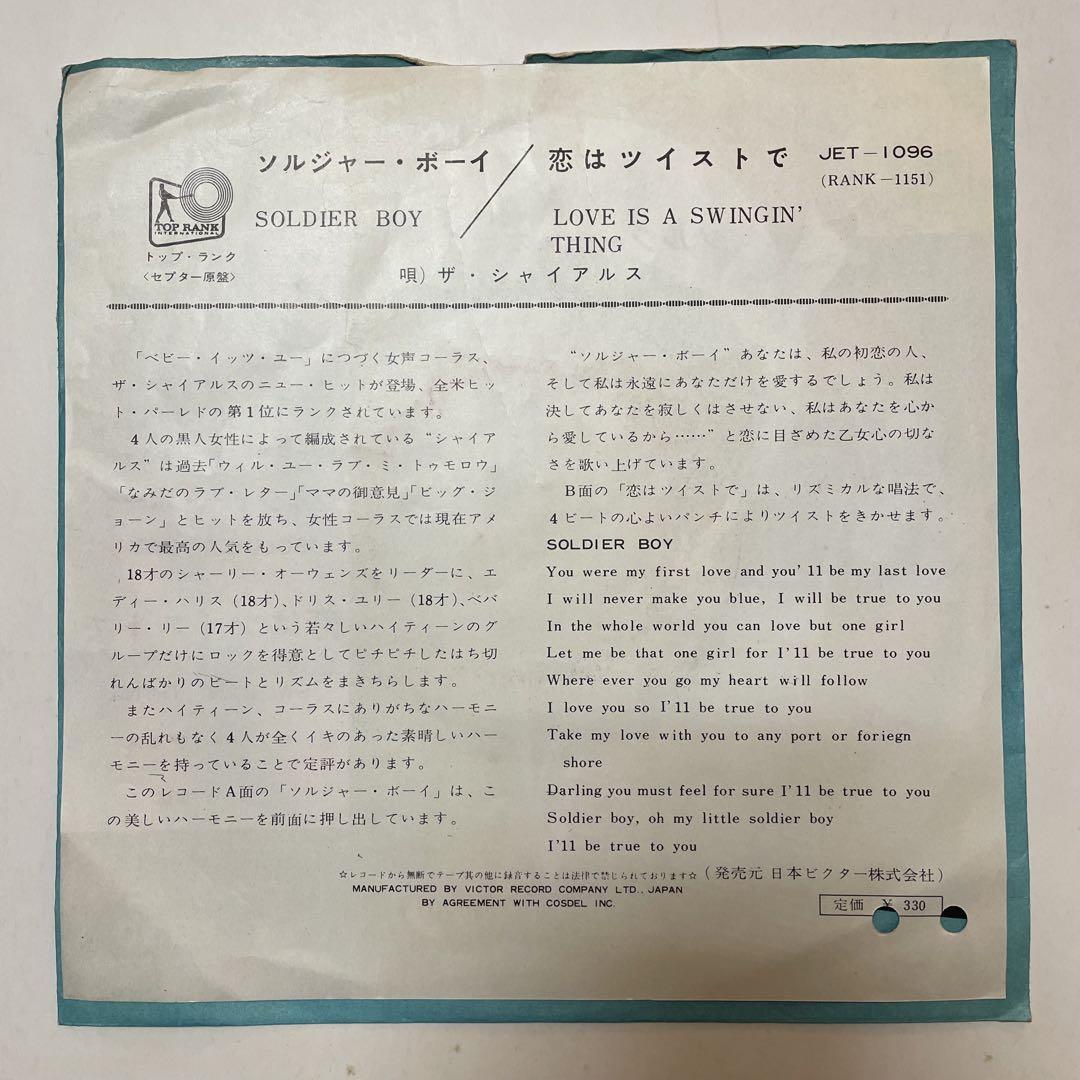 ソルジャー・ボーイ／恋はツイストで JET-1096
(RANK-1151)
SOLDIER BOY
LOVE IS A SWINGIN'
THING
TOP RANK
INTERNATIONAL
トップ・ランク
〈セプター原盤〉
唄）ザ・シャイアルス
「ベビー・イッツ・ユー」につづく女声コーラス、
ザ・シャイアルスのニュー・ヒットが登場、全米ヒッ
ト・パーレドの第1位にランクされています。
4人の黒人女性によって編成されている“シャイア
ルス”は過去「ウィル・ユー・ラブ・ミ・トゥモロウ」
「なみだのラブ・レター」「ママの御意見」「ビッグ・ジ
ョーン」とヒットを放ち、女性コーラスでは現在アメ
リカで最高の人気をもっています。
18才のシャーリー・オーウェンズをリーダーに、エ
ディー・ハリス（18才）、ドリス・ユリー（18才）、ベバ
リー・リー（17才）という若々しいハイティーンのグ
ループだけにロックを得意としてピチピチしたはち切
れんばかりのビートとリズムをまきちらします。
またハイティーン、コーラスにありがちなハーモニ
ーの乱れもなく4人が全くイキのあった素晴しいハー
モニーを持っていることで定評があります。
このレコードA面の「ソルジャー・ボーイ」は、こ
の美しいハーモニーを前面に押し出しています。
“ソルジャー・ボーイ”あなたは、私の初恋の人、
そして私は永遠にあなただけを愛するでしょう。私は
決してあなたを寂しくはさせない、私はあなたを心か
ら愛しているから……”と恋に目ざめた乙女心の切な
さを歌い上げています。
B面の「恋はツイストで」は、リズミカルな唱法で、
4ビートの心よいパンチによりツイストをきかせます。
SOLDIER BOY
You were my first love and you'll be my last love
I will never make you blue, I will be true to you
In the whole world you can love but one girl
Let me be that one girl for I'll be true to you
Where ever you go my heart will follow
I love you so I'll be true to you
Take my love with you to any port or foriegn
shore
Darling you must feel for sure I'll be true to you
Soldier boy, oh my little soldier boy
I'll be true to you
☆レコードから無断でテープ其の他に録音することは法律で禁じられております☆（発売元 日本ビクター株式会社）
MANUFACTURED BY VICTOR RECORD COMPANY LTD., JAPAN
BY AGREEMENT WITH COSDEL INC.
定価 ¥ 330